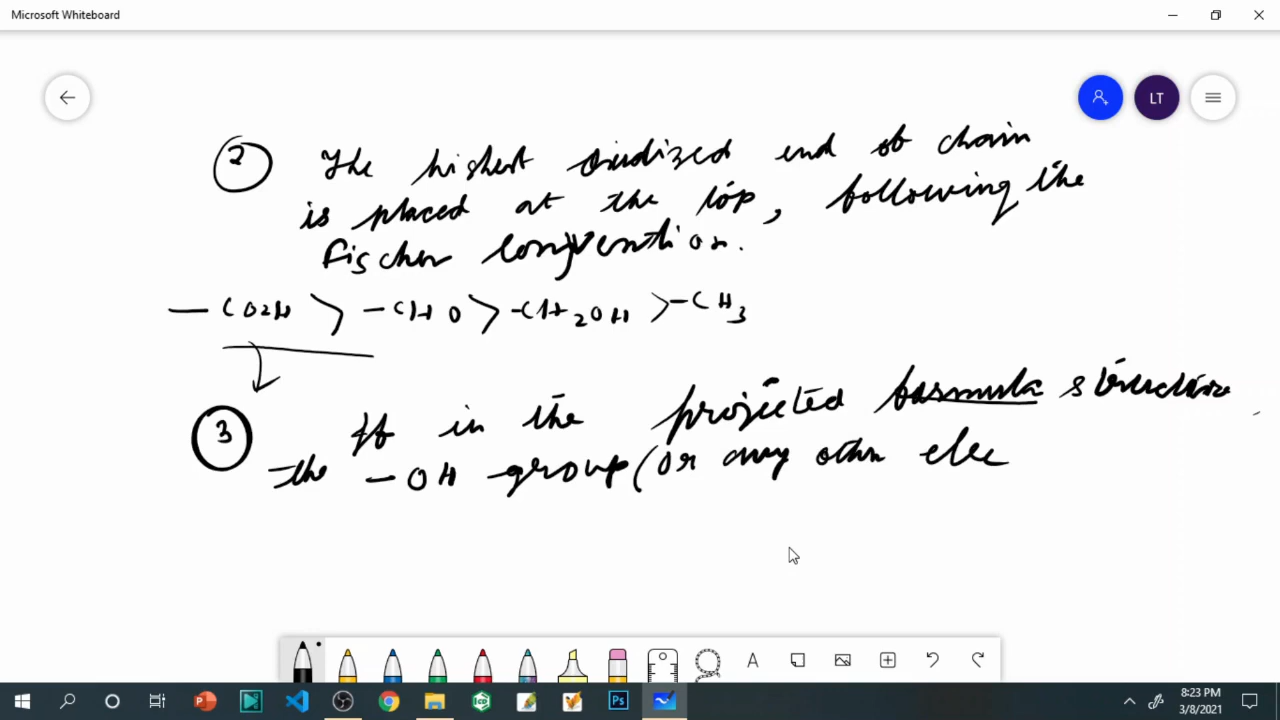 Microsoft Whiteboard
LT
2 The highest oxidized end of chain
is placed at the top, following the
Fischer convention.
—CO2H > —CHO > —CH2OH > —CH3
3 If in the projected formula structure
the —OH group (or any other elec
A
8:23 PM
3/8/2021